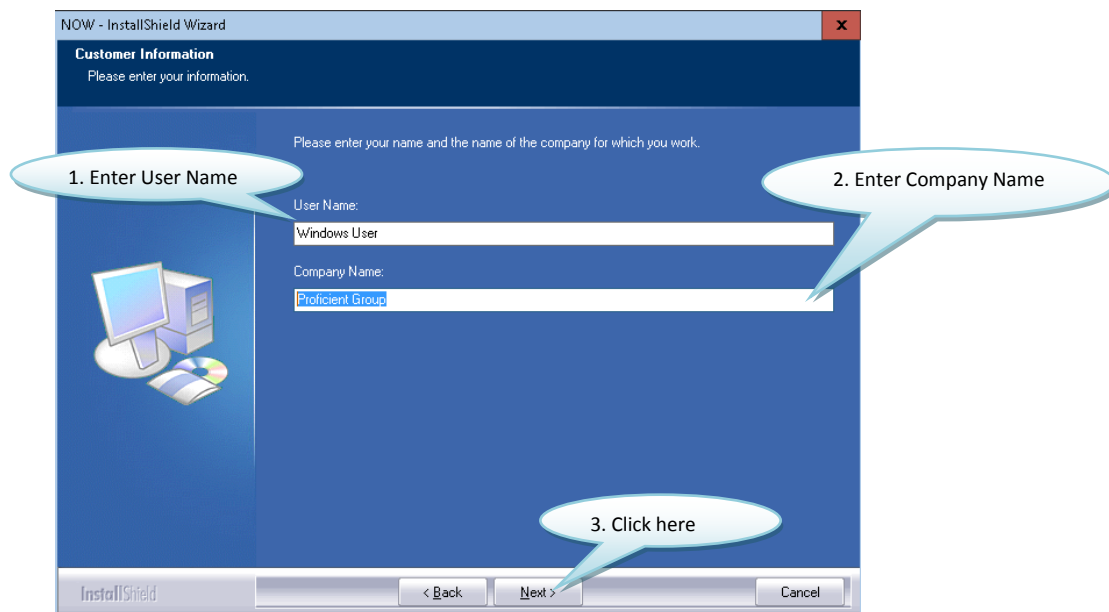 NOW - InstallShield Wizard
x
Customer Information
Please enter your information.
Please enter your name and the name of the company for which you work.
1. Enter User Name
2. Enter Company Name
User Name:
Windows User
Company Name:
Proficient Group
3. Click here
InstallShield
< Back
Next >
Cancel